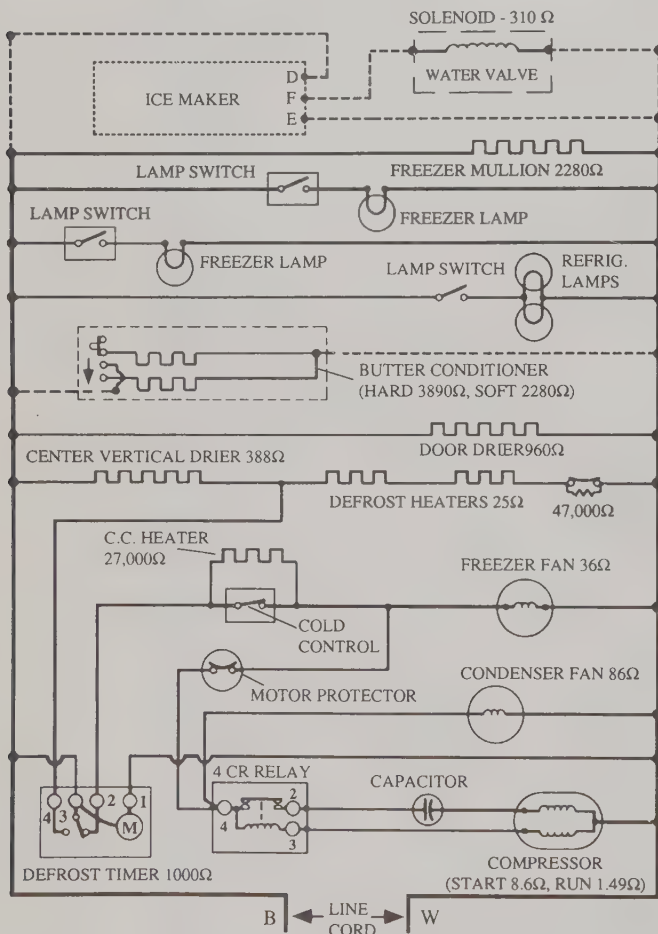 SOLENOID - 310 Ω
WATER VALVE
ICE MAKER
D
F
E
FREEZER MULLION 2280Ω
LAMP SWITCH
FREEZER LAMP
LAMP SWITCH
FREEZER LAMP
LAMP SWITCH
REFRIG.
LAMPS
BUTTER CONDITIONER
(HARD 3890Ω, SOFT 2280Ω)
DOOR DRIER960Ω
CENTER VERTICAL DRIER 388Ω
DEFROST HEATERS 25Ω
47,000Ω
C.C. HEATER
27,000Ω
FREEZER FAN 36Ω
COLD
CONTROL
MOTOR PROTECTOR
CONDENSER FAN 86Ω
4 CR RELAY
CAPACITOR
4 3 2 1
M
4
2
3
DEFROST TIMER 1000Ω
COMPRESSOR
(START 8.6Ω, RUN 1.49Ω)
B LINE W
CORD